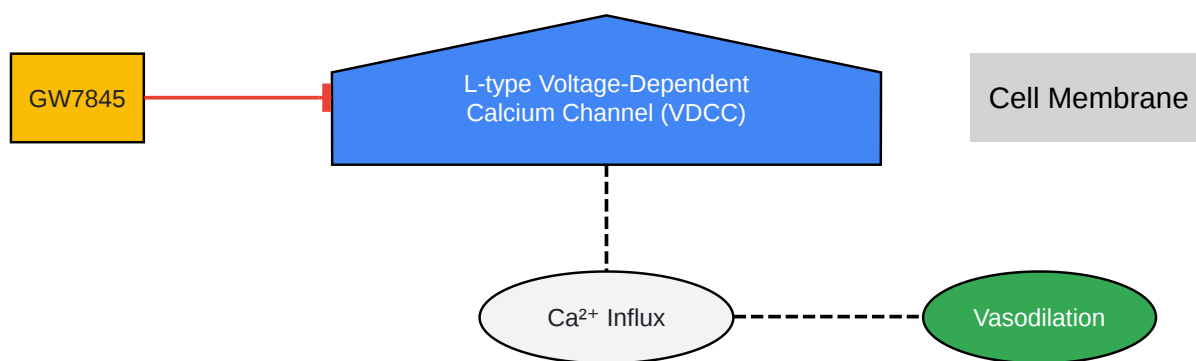 GW7845
L-type Voltage-Dependent
Calcium Channel (VDCC)
Cell Membrane
Ca²⁺ Influx
Vasodilation